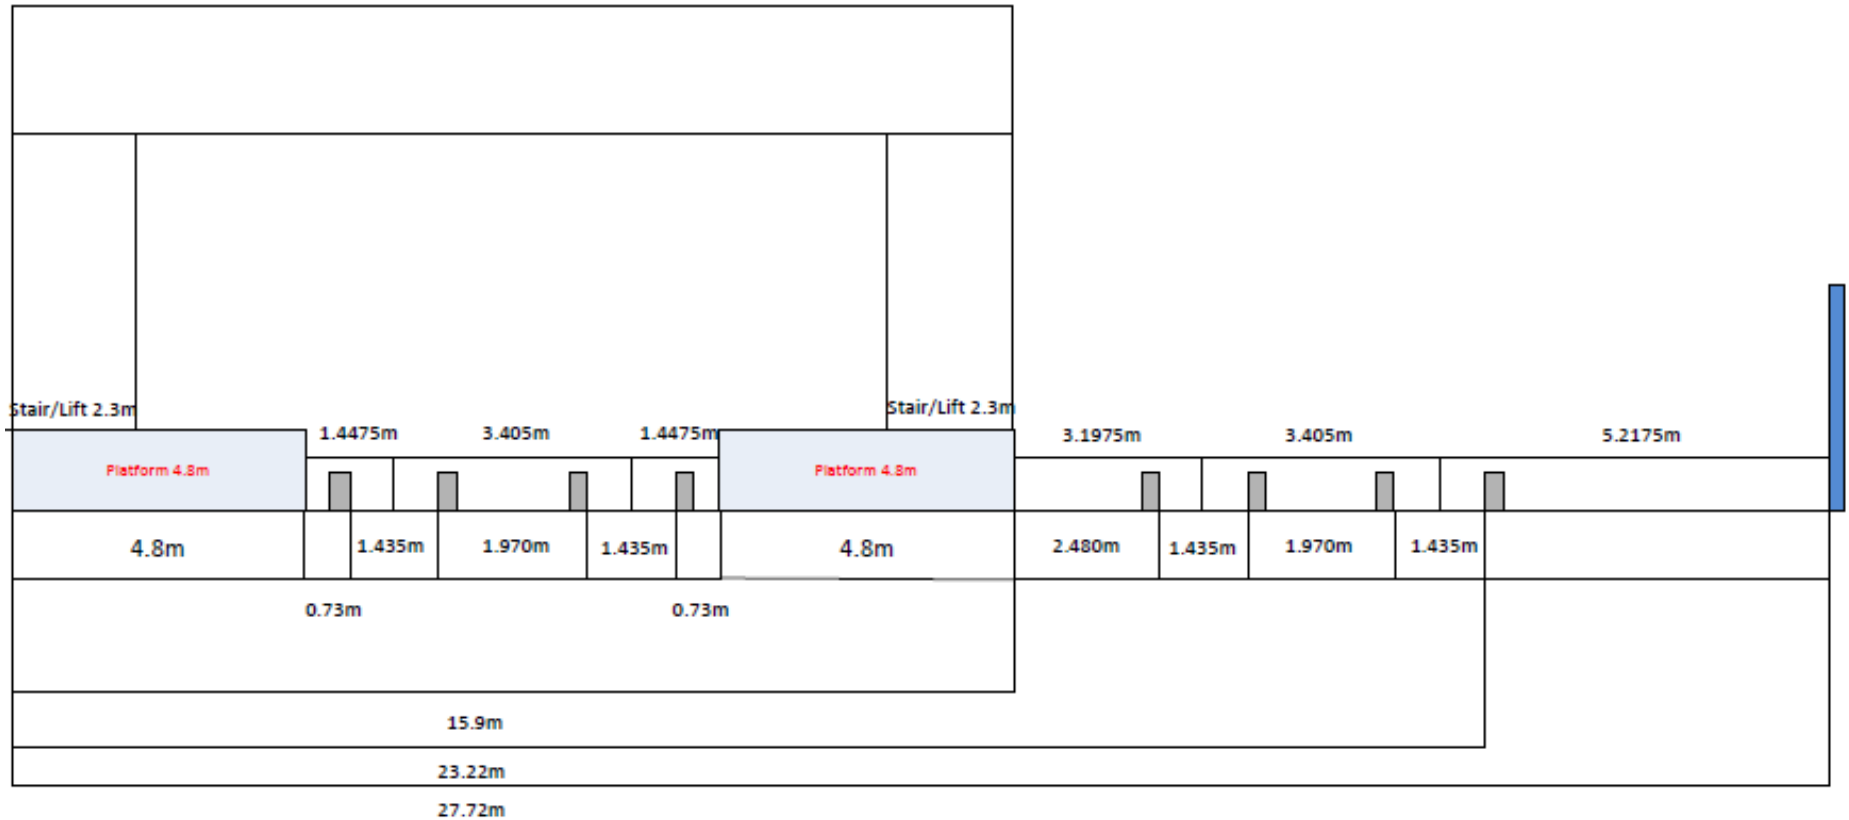 Stair/Lift 2.3m
Stair/Lift 2.3m
1.4475m
3.405m
1.4475m
3.1975m
3.405m
5.2175m
Platform 4.8m
Platform 4.8m
4.8m
1.435m
1.970m
1.435m
4.8m
2.480m
1.435m
1.970m
1.435m
0.73m
0.73m
15.9m
23.22m
27.72m